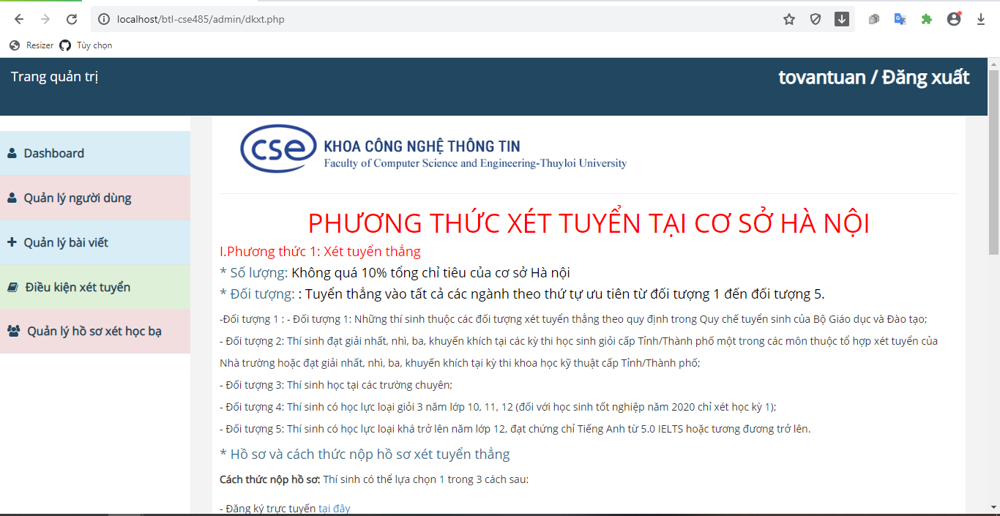 localhost/btl-cse485/admin/dkxt.php
Resizer Tùy chọn
Trang quản trị
tovantuan / Đăng xuất
Dashboard
Quản lý người dùng
Quản lý bài viết
Điều kiện xét tuyển
Quản lý hồ sơ xét học bạ
cse
KHOA CÔNG NGHỆ THÔNG TIN
Faculty of Computer Science and Engineering-Thuyloi University
PHƯƠNG THỨC XÉT TUYỂN TẠI CƠ SỞ HÀ NỘI
I.Phương thức 1: Xét tuyển thẳng
* Số lượng: Không quá 10% tổng chỉ tiêu của cơ sở Hà nội
* Đối tượng: : Tuyển thẳng vào tất cả các ngành theo thứ tự ưu tiên từ đối tượng 1 đến đối tượng 5.
-Đối tượng 1 : - Đối tượng 1: Những thí sinh thuộc các đối tượng xét tuyển thẳng theo quy định trong Quy chế tuyển sinh của Bộ Giáo dục và Đào tạo;
- Đối tượng 2: Thí sinh đạt giải nhất, nhì, ba, khuyến khích tại các kỳ thi học sinh giỏi cấp Tỉnh/Thành phố một trong các môn thuộc tổ hợp xét tuyển của
Nhà trường hoặc đạt giải nhất, nhì, ba, khuyến khích tại kỳ thi khoa học kỹ thuật cấp Tỉnh/Thành phố;
- Đối tượng 3: Thí sinh học tại các trường chuyên;
- Đối tượng 4: Thí sinh có học lực loại giỏi 3 năm lớp 10, 11, 12 (đối với học sinh tốt nghiệp năm 2020 chỉ xét học kỳ 1);
- Đối tượng 5: Thí sinh có học lực loại khá trở lên năm lớp 12, đạt chứng chỉ Tiếng Anh từ 5.0 IELTS hoặc tương đương trở lên.
* Hồ sơ và cách thức nộp hồ sơ xét tuyển thẳng
Cách thức nộp hồ sơ: Thí sinh có thể lựa chọn 1 trong 3 cách sau:
- Đăng ký trực tuyến tại đây